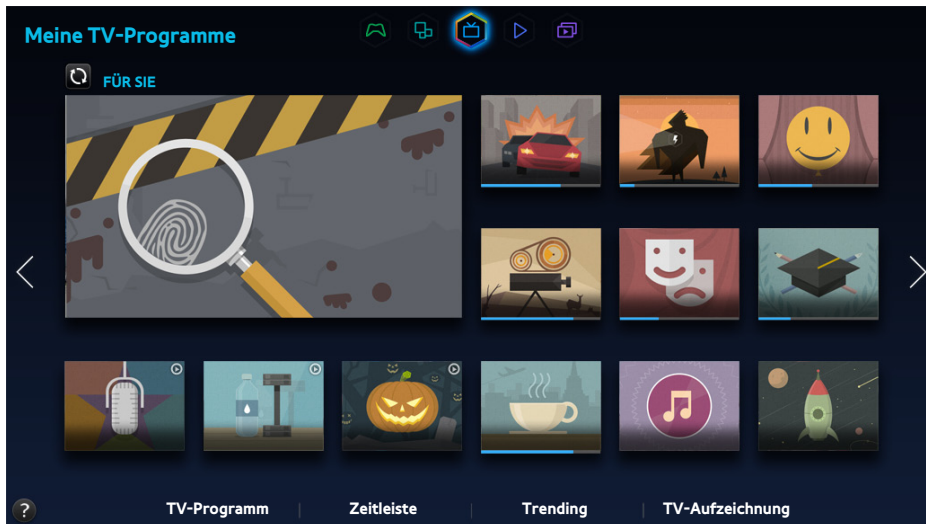 Meine TV-Programme
FÜR SIE
?
TV-Programm
Zeitleiste
Trending
TV-Aufzeichnung